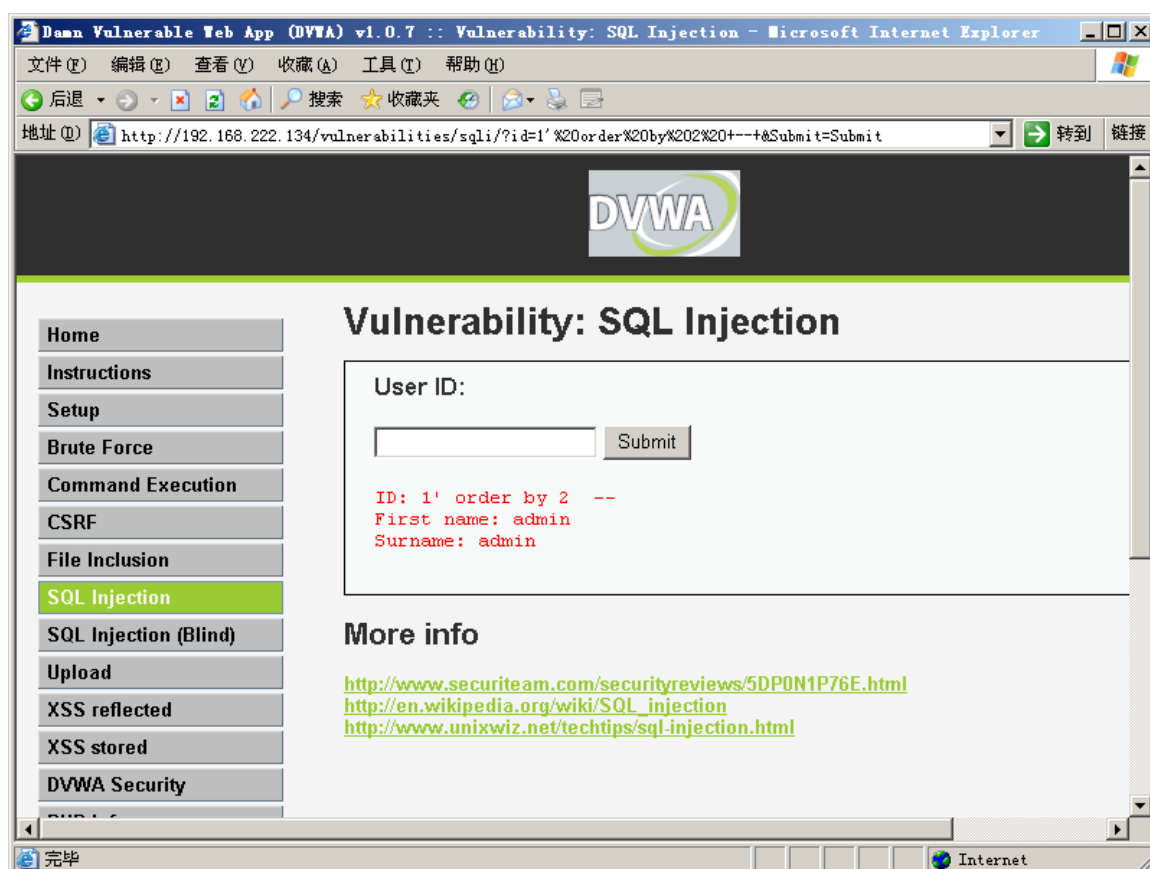 Damn Vulnerable Web App (DVWA) v1.0.7 :: Vulnerability: SQL Injection - Microsoft Internet Explorer
文件(F) 编辑(E) 查看(V) 收藏(A) 工具(T) 帮助(H)
后退 搜索 收藏夹
地址(D) http://192.168.222.134/vulnerabilities/sqli/?id=1'%20order%20by%202%20+--+&Submit=Submit 转到 链接
DVWA
Vulnerability: SQL Injection
Home
Instructions
Setup
Brute Force
Command Execution
CSRF
File Inclusion
SQL Injection
SQL Injection (Blind)
Upload
XSS reflected
XSS stored
DVWA Security
User ID:
Submit
ID: 1' order by 2  --
First name: admin
Surname: admin
More info
http://www.securiteam.com/securityreviews/5DP0N1P76E.html
http://en.wikipedia.org/wiki/SQL_injection
http://www.unixwiz.net/techtips/sql-injection.html
完毕 Internet